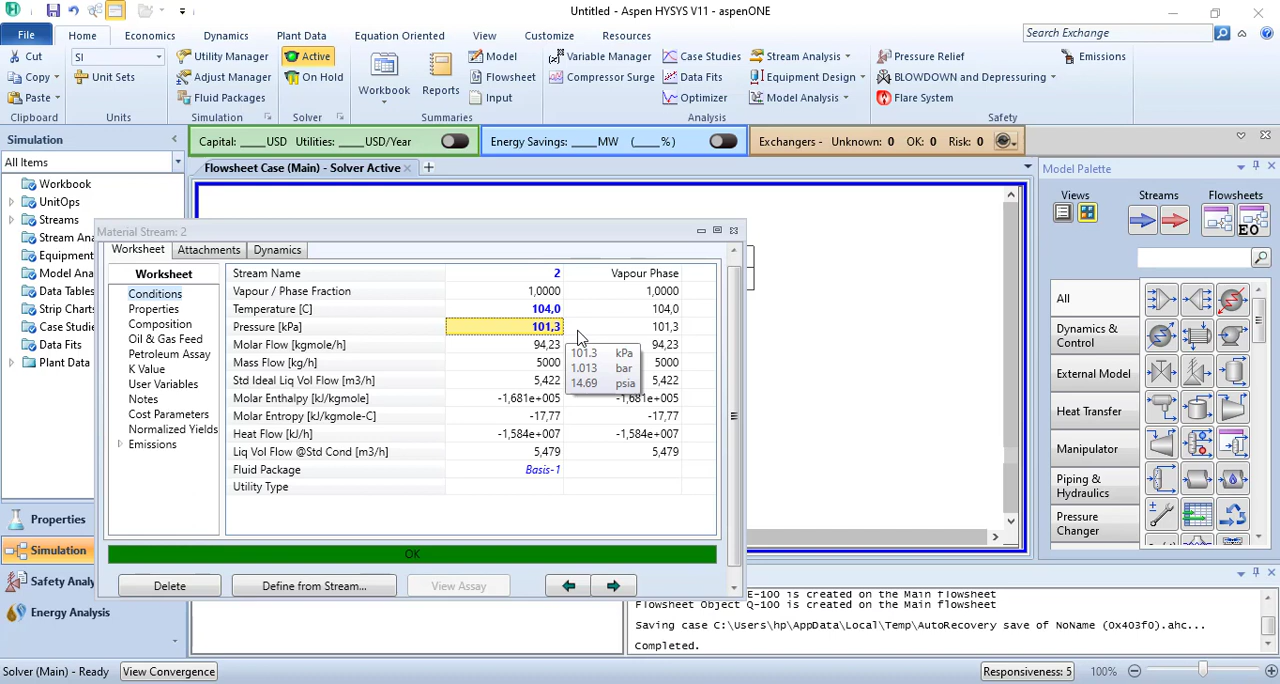 Untitled - Aspen HYSYS V11 - aspenONE
File Home Economics Dynamics Plant Data Equation Oriented View Customize Resources Search Exchange
Cut SI Utility Manager Active Model Variable Manager Case Studies Stream Analysis Pressure Relief Emissions
Copy Unit Sets Adjust Manager On Hold Workbook Reports Flowsheet Compressor Surge Data Fits Equipment Design BLOWDOWN and Depressuring
Paste Fluid Packages Input Optimizer Model Analysis Flare System
Clipboard Units Simulation Solver Summaries Analysis Safety
Simulation
Capital: ____USD Utilities: ____USD/Year
Energy Savings: ____MW (____%)
Exchangers - Unknown: 0 OK: 0 Risk: 0
All Items
Flowsheet Case (Main) - Solver Active
Model Palette
Workbook
UnitOps
Streams
Stream An
Equipmen
Model Ana
Data Tables
Strip Charts
Case Studie
Data Fits
Plant Data
Properties
Simulation
Safety Analy
Energy Analysis
Material Stream: 2
Worksheet Attachments Dynamics
Worksheet
Conditions
Properties
Composition
Oil & Gas Feed
Petroleum Assay
K Value
User Variables
Notes
Cost Parameters
Normalized Yields
Emissions
Stream Name 2 Vapour Phase
Vapour / Phase Fraction 1,0000 1,0000
Temperature [C] 104,0 104,0
Pressure [kPa] 101,3 101,3
Molar Flow [kgmole/h] 94,23 94,23
Mass Flow [kg/h] 5000 5000
Std Ideal Liq Vol Flow [m3/h] 5,422 5,422
Molar Enthalpy [kJ/kgmole] -1,681e+005 -1,681e+005
Molar Entropy [kJ/kgmole-C] -17,77 -17,77
Heat Flow [kJ/h] -1,584e+007 -1,584e+007
Liq Vol Flow @Std Cond [m3/h] 5,479 5,479
Fluid Package Basis-1
Utility Type
101.3 kPa
1.013 bar
14.69 psia
OK
Delete Define from Stream... View Assay
Views Streams Flowsheets
EO
All
Dynamics & Control
External Model
Heat Transfer
Manipulator
Piping & Hydraulics
Pressure Changer
E-100 is created on the Main flowsheet
Flowsheet Object Q-100 is created on the Main flowsheet
Saving case C:\Users\hp\AppData\Local\Temp\AutoRecovery save of NoName (0x403f0).ahc...
Completed.
Solver (Main) - Ready View Convergence Responsiveness: 5 100%